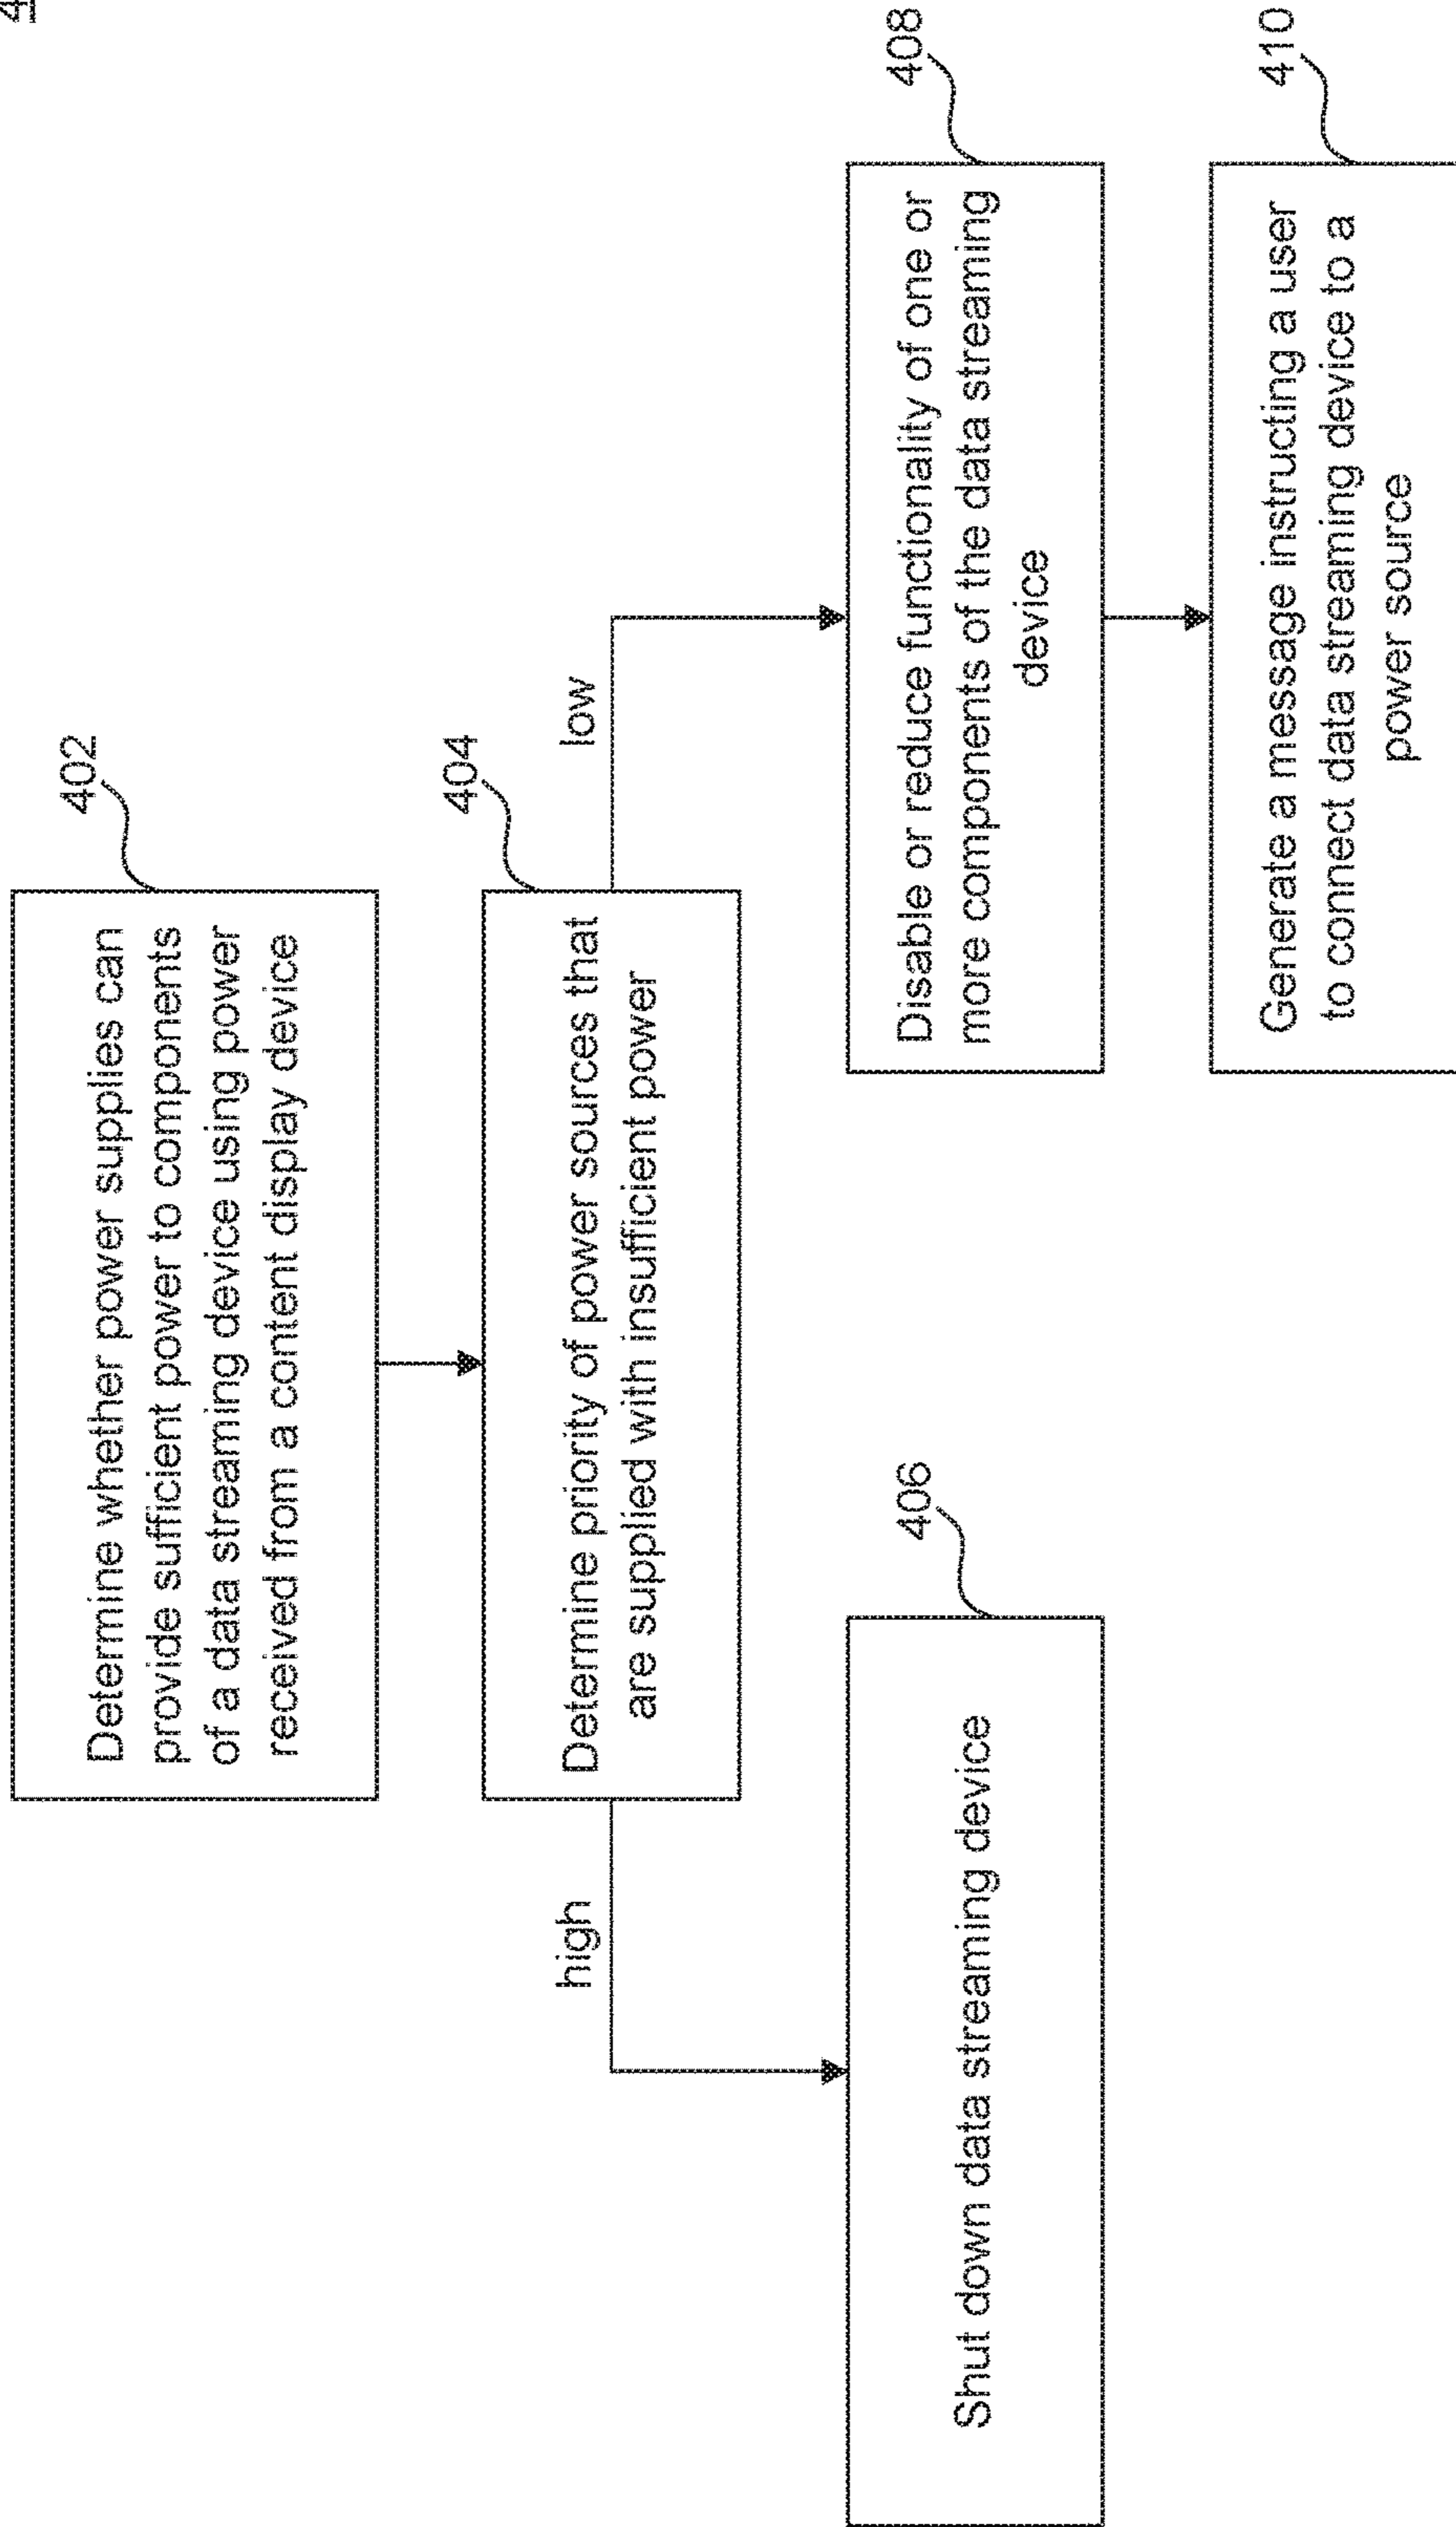 402
Determine whether power supplies can
provide sufficient power to components
of a data streaming device using power
received from a content display device
404
Determine priority of power sources that
are supplied with insufficient power
high
low
406
Shut down data streaming device
408
Disable or reduce functionality of one or
more components of the data streaming
device
410
Generate a message instructing a user
to connect data streaming device to a
power source